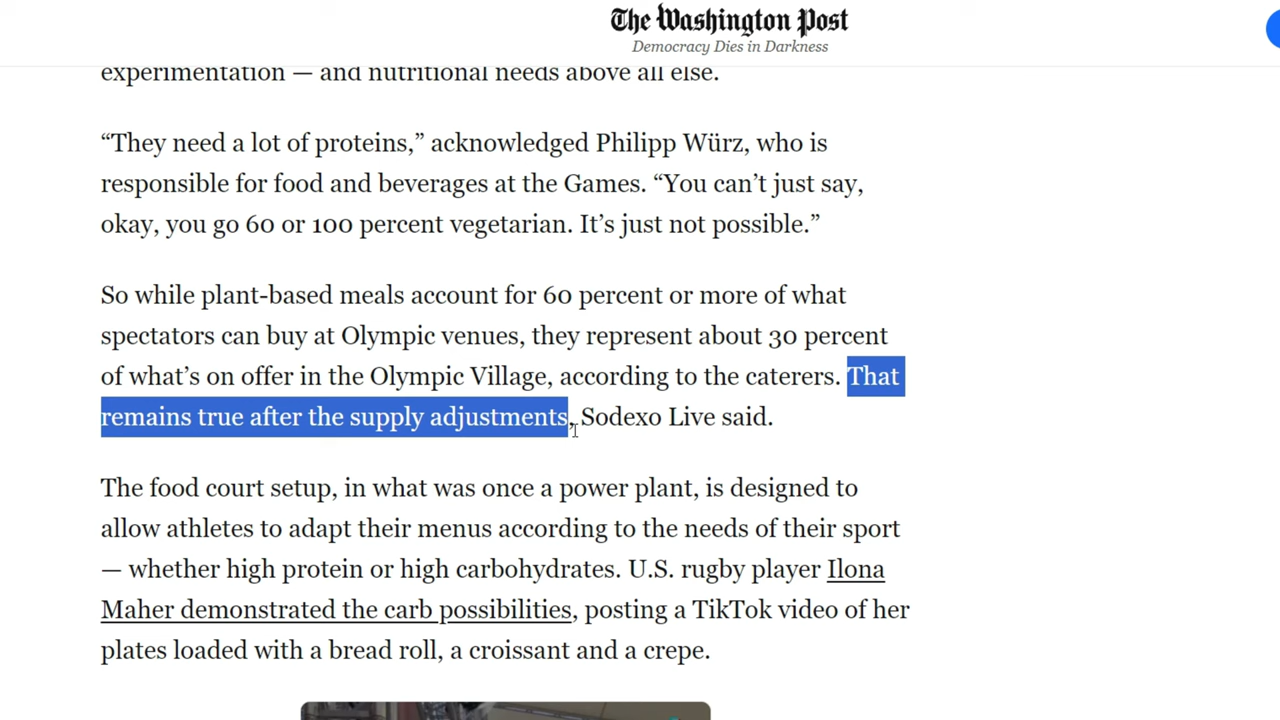 The Washington Post
Democracy Dies in Darkness
experimentation — and nutritional needs above all else.
“They need a lot of proteins,” acknowledged Philipp Würz, who is
responsible for food and beverages at the Games. “You can’t just say,
okay, you go 60 or 100 percent vegetarian. It’s just not possible.”
So while plant-based meals account for 60 percent or more of what
spectators can buy at Olympic venues, they represent about 30 percent
of what’s on offer in the Olympic Village, according to the caterers. That
remains true after the supply adjustments, Sodexo Live said.
The food court setup, in what was once a power plant, is designed to
allow athletes to adapt their menus according to the needs of their sport
— whether high protein or high carbohydrates. U.S. rugby player Ilona
Maher demonstrated the carb possibilities, posting a TikTok video of her
plates loaded with a bread roll, a croissant and a crepe.